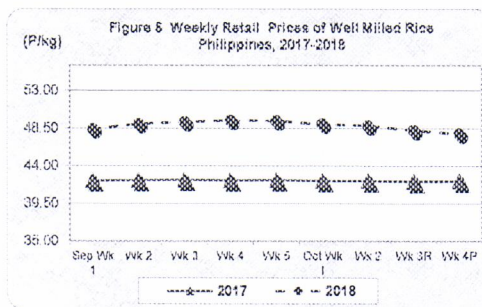 Figure 5 Weekly Retail Prices of Well Milled Rice
Philippines, 2017-2018
(P/kg)
53.00
48.50
44.00
39.50
35.00
Sep Wk 1 Wk 2 Wk 3 Wk 4 Wk 5 Oct Wk 1 Wk 2 Wk 3R Wk 4P
2017 2018